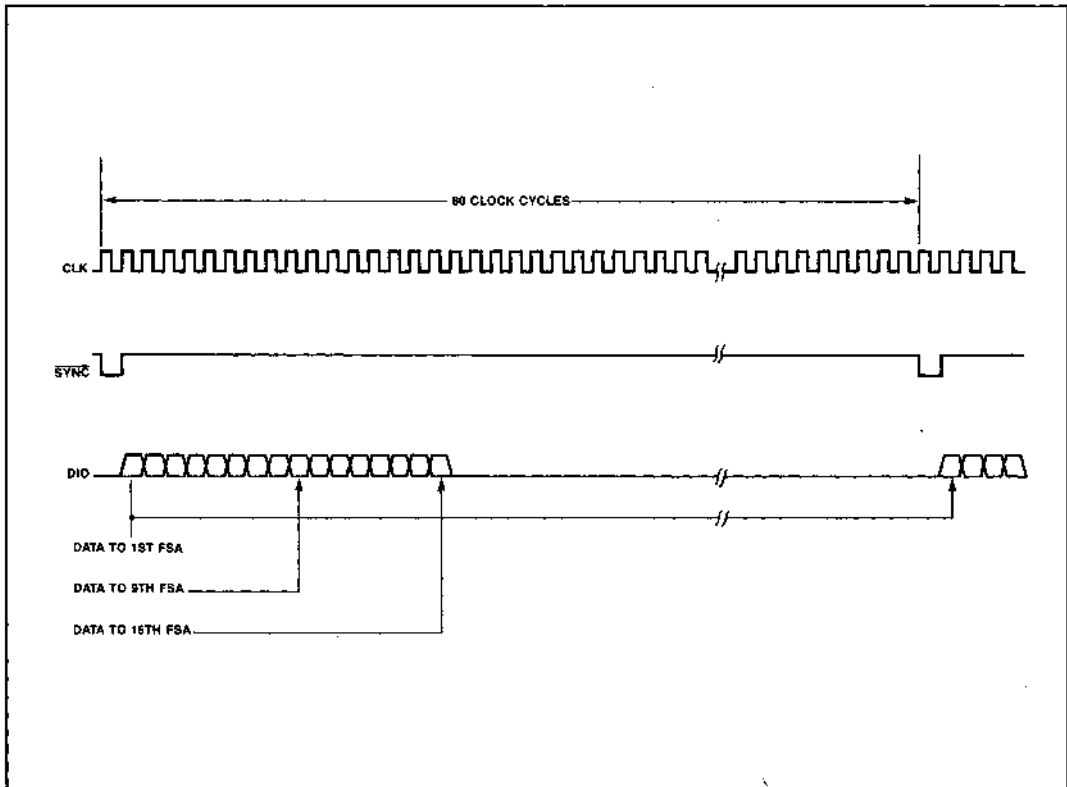 80 CLOCK CYCLES
CLK
SYNC
DIO
DATA TO 1ST FSA
DATA TO 9TH FSA
DATA TO 16TH FSA